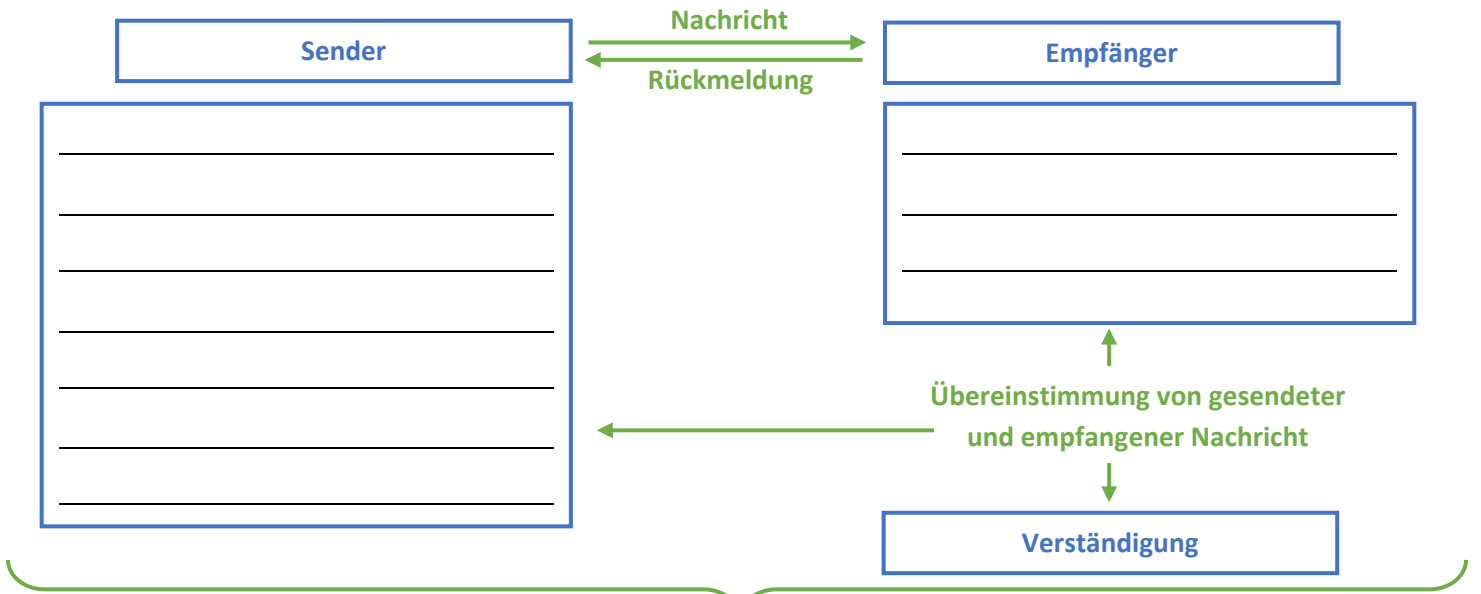 Nachricht
Sender
Empfänger
Rückmeldung
Übereinstimmung von gesendeter
und empfangener Nachricht
Verständigung